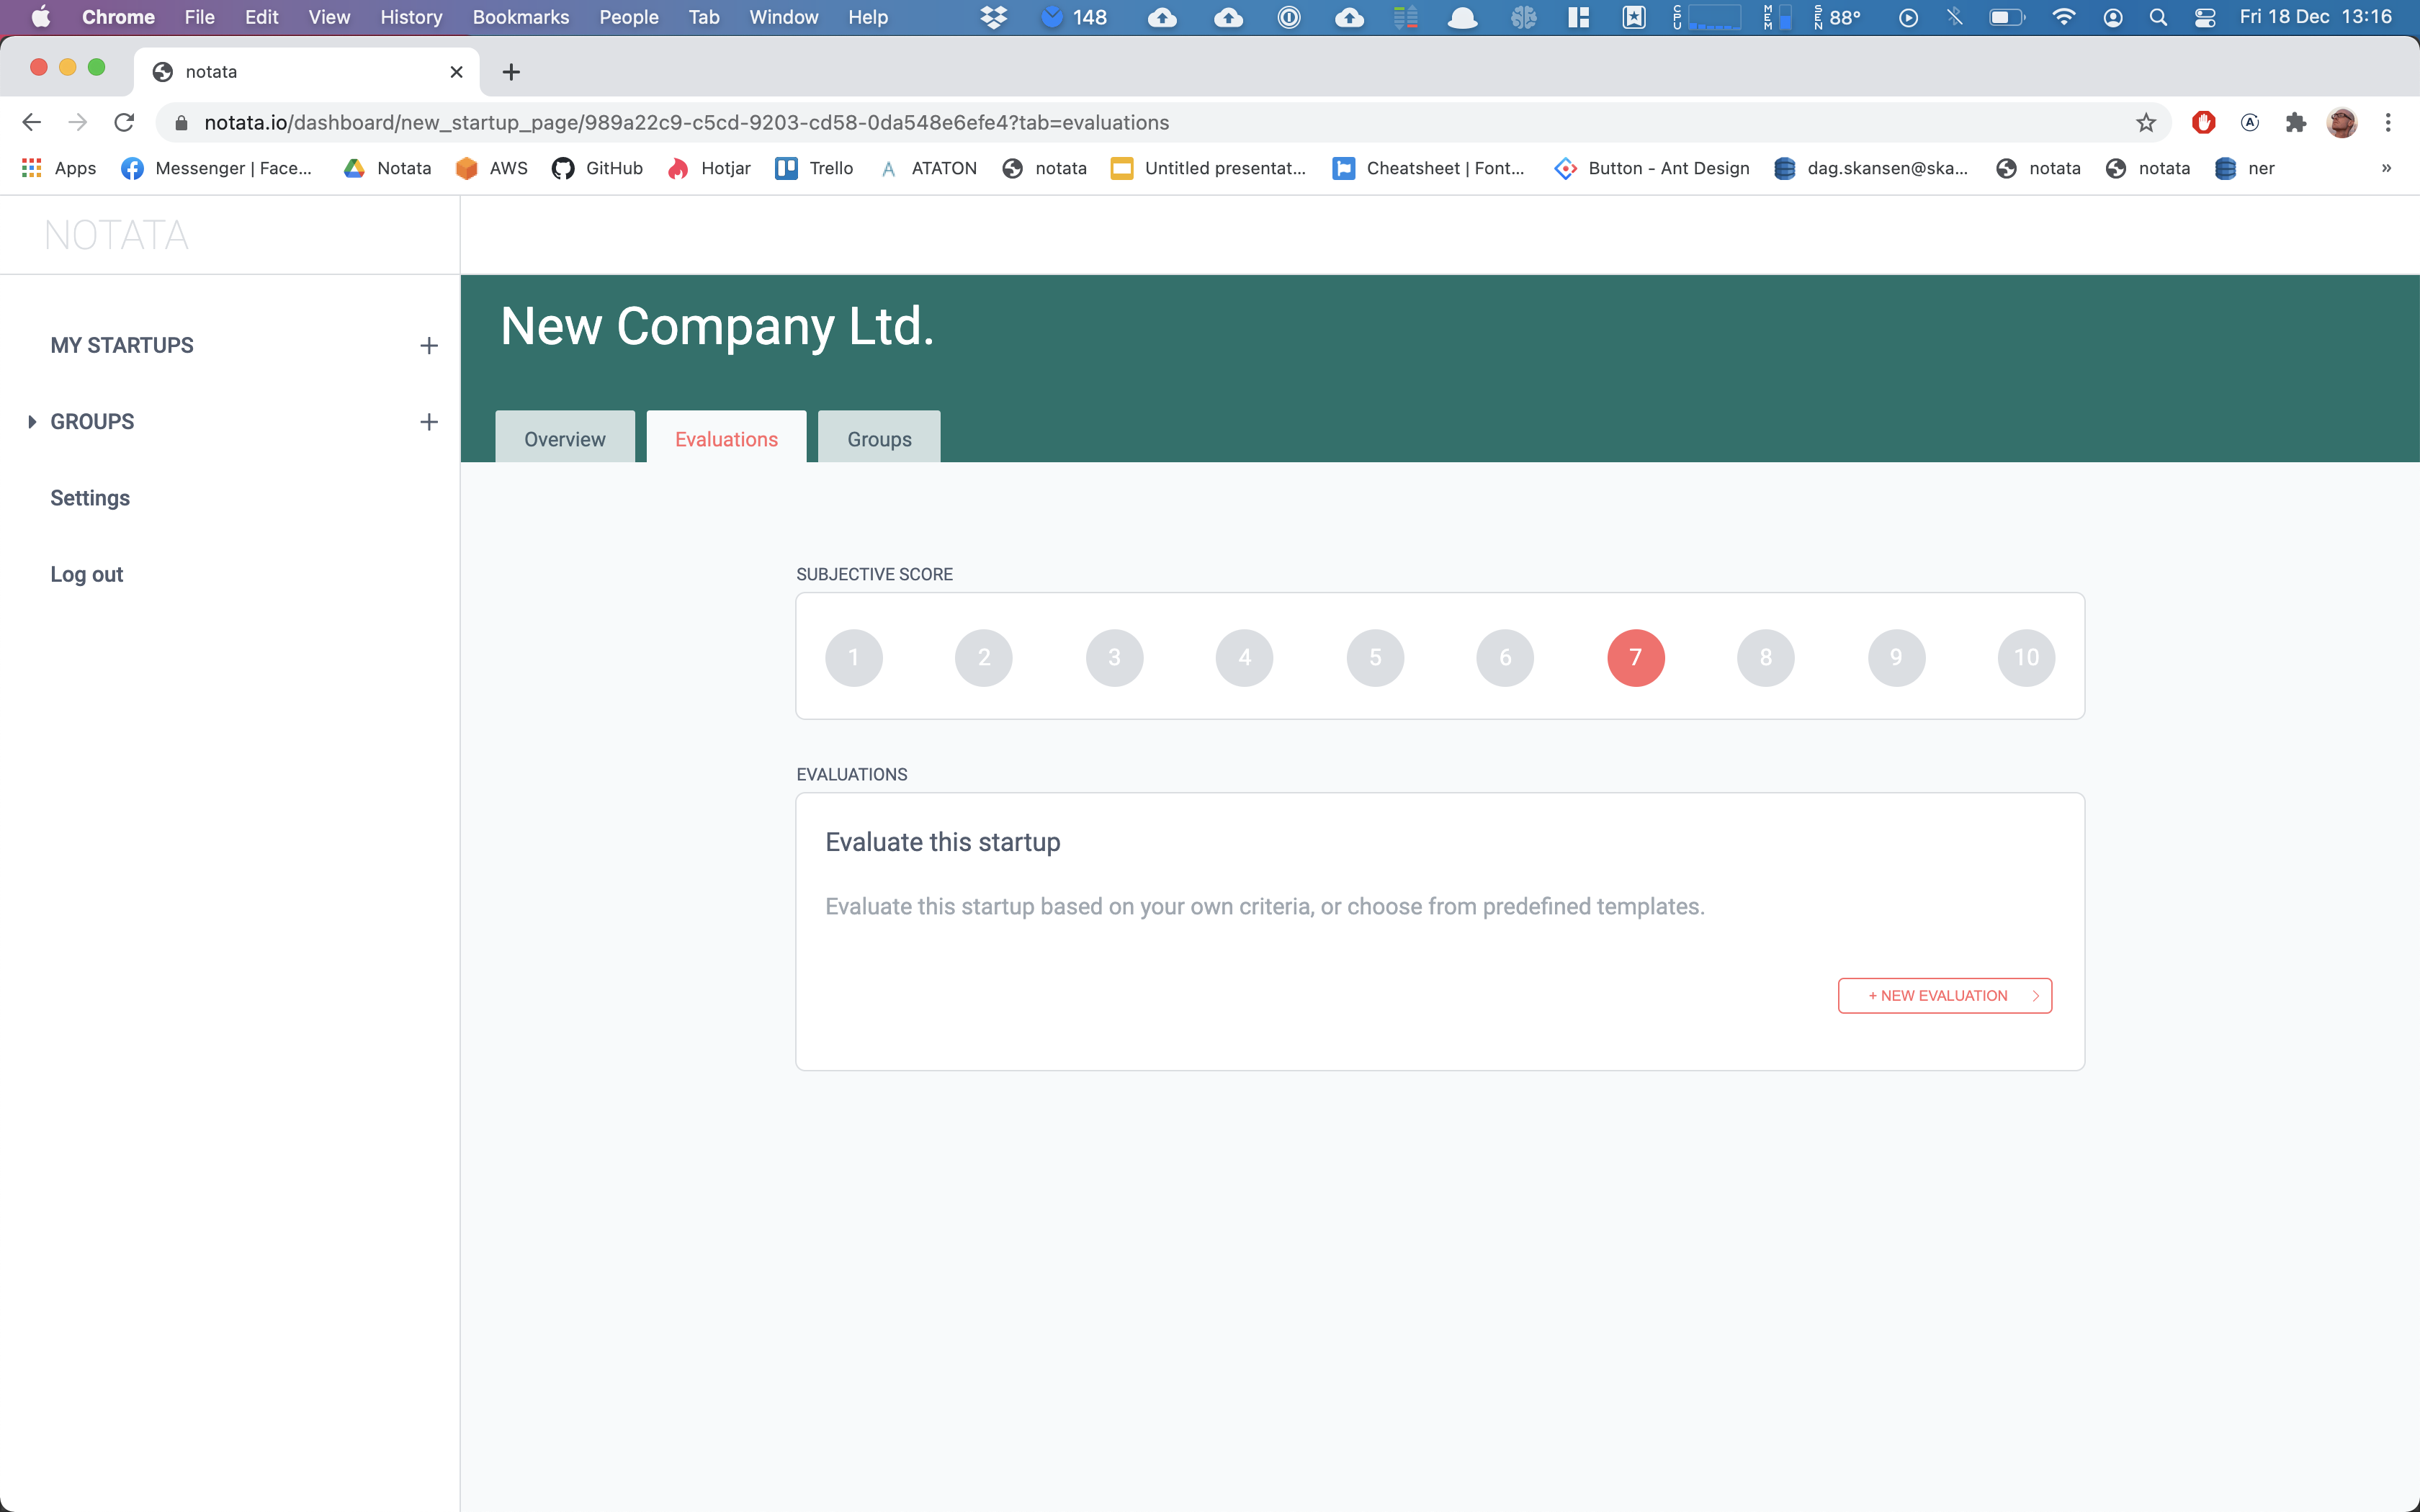 Chrome File Edit View History Bookmarks People Tab Window Help 148 CPU MEM SEN 88° Fri 18 Dec 13:16
notata
notata.io/dashboard/new_startup_page/989a22c9-c5cd-9203-cd58-0da548e6efe4?tab=evaluations
Apps Messenger | Face... Notata AWS GitHub Hotjar Trello ATATON notata Untitled presentat... Cheatsheet | Font... Button - Ant Design dag.skansen@ska... notata notata ner »
NOTATA
New Company Ltd.
MY STARTUPS
GROUPS
Settings
Log out
Overview Evaluations Groups
SUBJECTIVE SCORE
1 2 3 4 5 6 7 8 9 10
EVALUATIONS
Evaluate this startup
Evaluate this startup based on your own criteria, or choose from predefined templates.
+ NEW EVALUATION